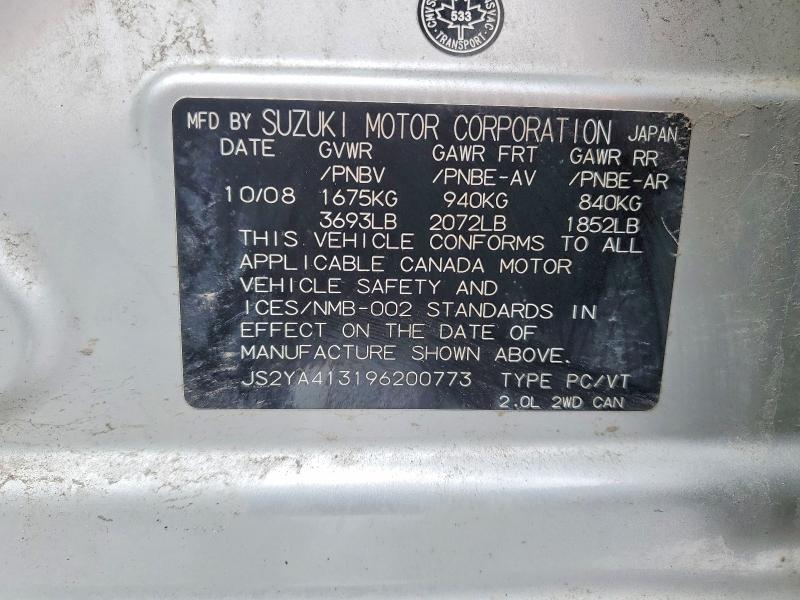 CMVSS 533 NSVAC
TRANSPORT
MFD BY SUZUKI MOTOR CORPORATION JAPAN
DATE GVWR GAWR FRT GAWR RR
/PNBV /PNBE-AV /PNBE-AR
10/08 1675KG 940KG 840KG
3693LB 2072LB 1852LB
THIS VEHICLE CONFORMS TO ALL
APPLICABLE CANADA MOTOR
VEHICLE SAFETY AND
ICES/NMB-002 STANDARDS IN
EFFECT ON THE DATE OF
MANUFACTURE SHOWN ABOVE.
JS2YA413196200773 TYPE PC/VT
2.0L 2WD CAN